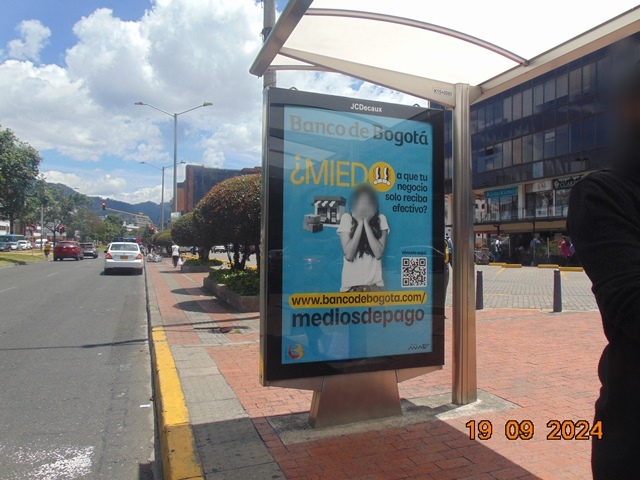 JCDecaux
Banco de Bogotá
¿MIEDO
a que tu
negocio
solo reciba
efectivo?
www.bancodebogota.com/
mediosdepago
19 09 2024